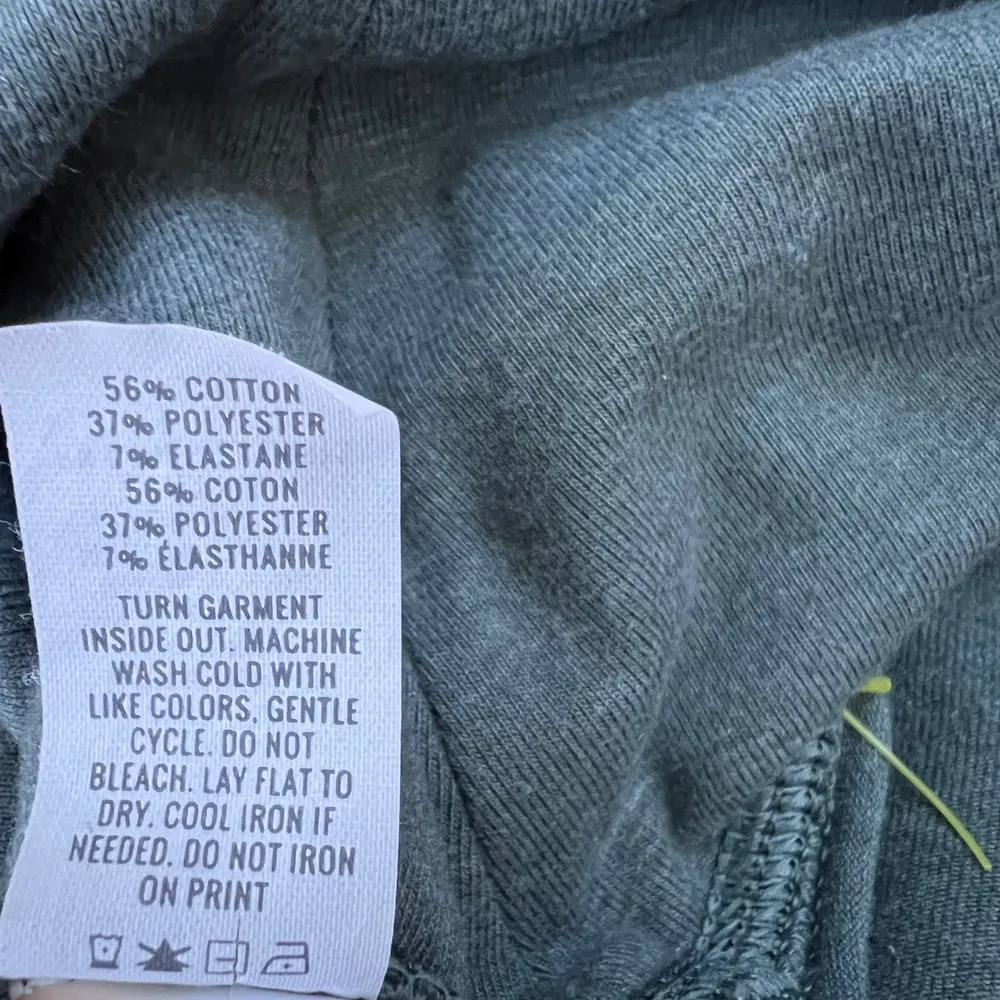 56% COTTON
37% POLYESTER
7% ELASTANE
56% COTON
37% POLYESTER
7% ÉLASTHANNE
TURN GARMENT
INSIDE OUT. MACHINE
WASH COLD WITH
LIKE COLORS, GENTLE
CYCLE. DO NOT
BLEACH. LAY FLAT TO
DRY. COOL IRON IF
NEEDED. DO NOT IRON
ON PRINT